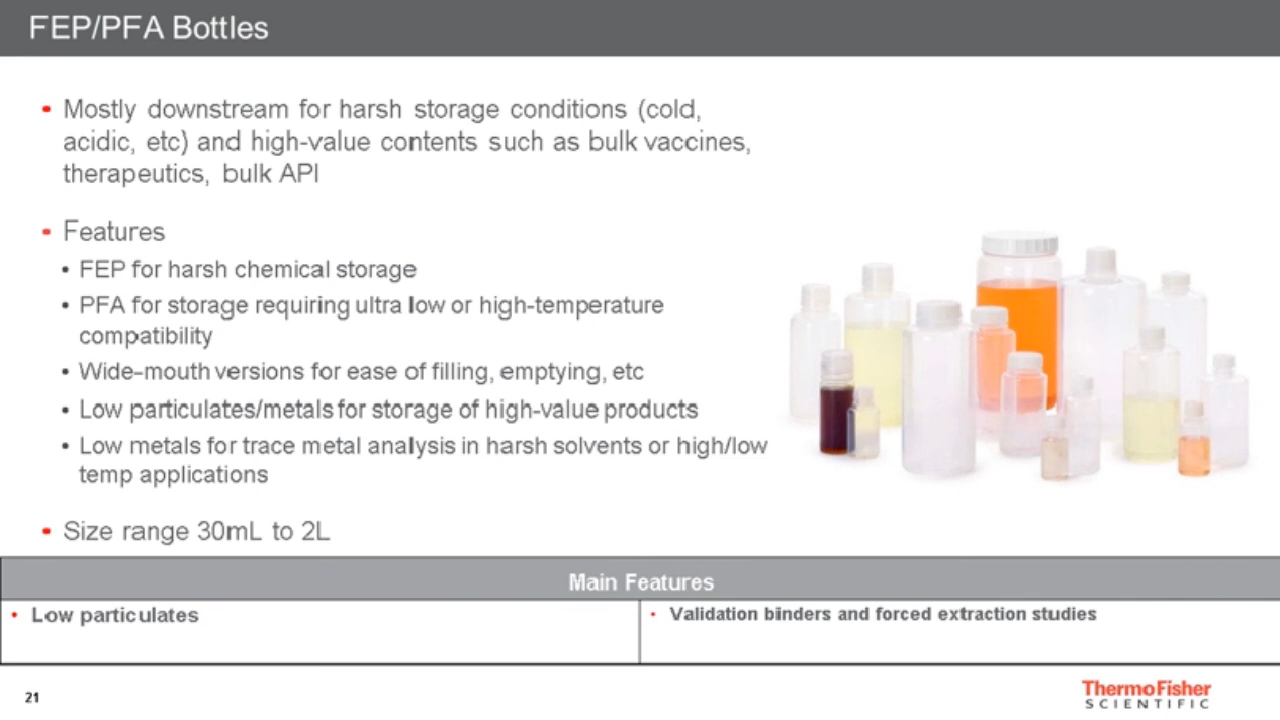 FEP/PFA Bottles
- Mostly downstream for harsh storage conditions (cold,
acidic, etc) and high-value contents such as bulk vaccines,
therapeutics, bulk API
- Features
• FEP for harsh chemical storage
• PFA for storage requiring ultra low or high-temperature
compatibility
• Wide-mouth versions for ease of filling, emptying, etc
• Low particulates/metals for storage of high-value products
• Low metals for trace metal analysis in harsh solvents or high/low
temp applications
- Size range 30mL to 2L
Main Features
• Low particulates
• Validation binders and forced extraction studies
21
ThermoFisher
SCIENTIFIC